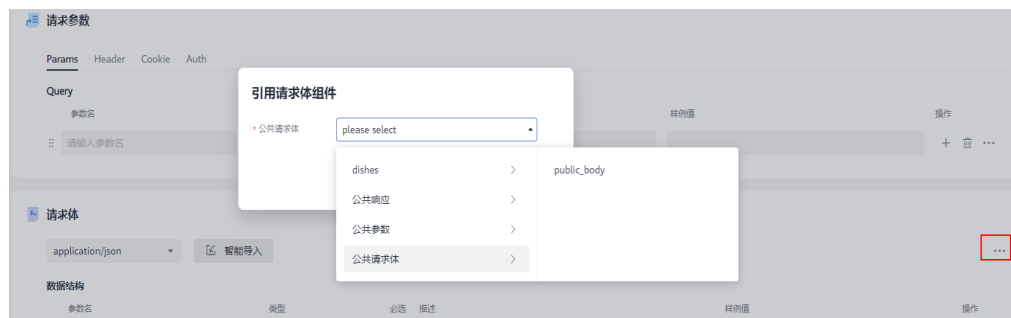 请求参数
Params Header Cookie Auth
Query
参数名 样例值 操作
请输入参数名
引用请求体组件
* 公共请求体 please select
dishes public_body
公共响应
公共参数
公共请求体
请求体
application/json 智能导入
数据结构
参数名 类型 必选 描述 样例值 操作